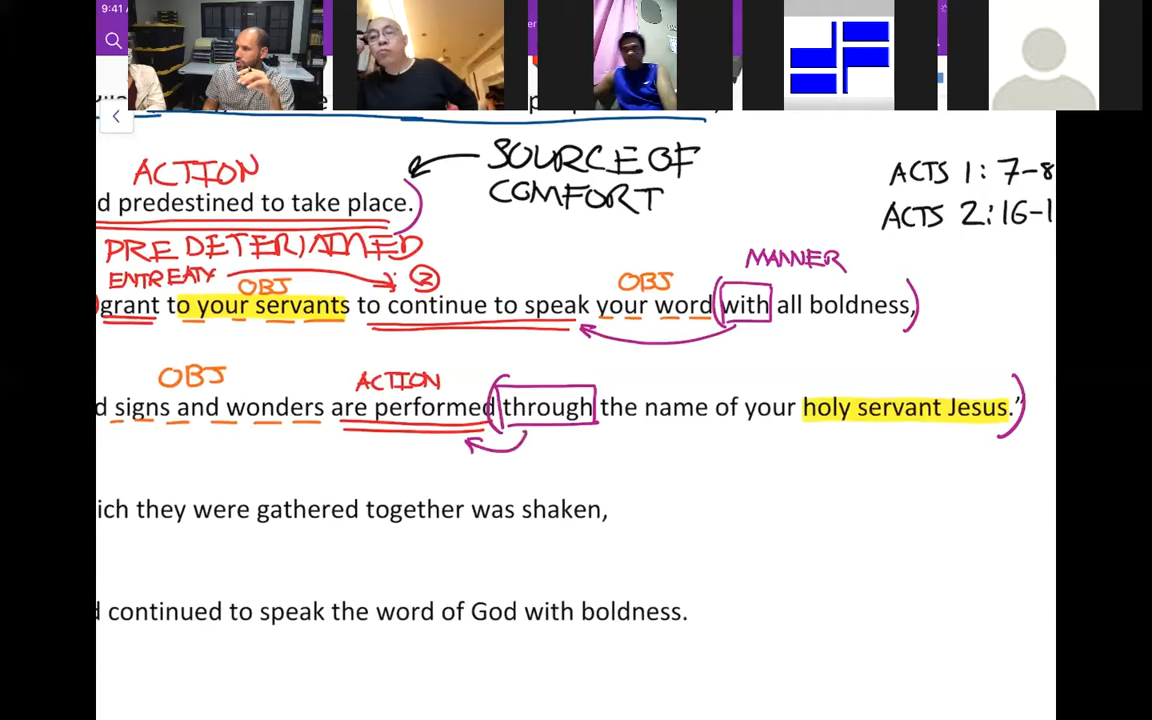 9:41
SOURCE OF
COMFORT
ACTION
ACTS 1:7-8
d predestined to take place.)
ACTS 2:16-1
PREDETERIAMED
MANNER
ENTREATY
OBJ
②
OBJ
grant to your servants to continue to speak your word (with all boldness,)
OBJ
ACTION
d signs and wonders are performed (through the name of your holy servant Jesus.”)
ich they were gathered together was shaken,
d continued to speak the word of God with boldness.